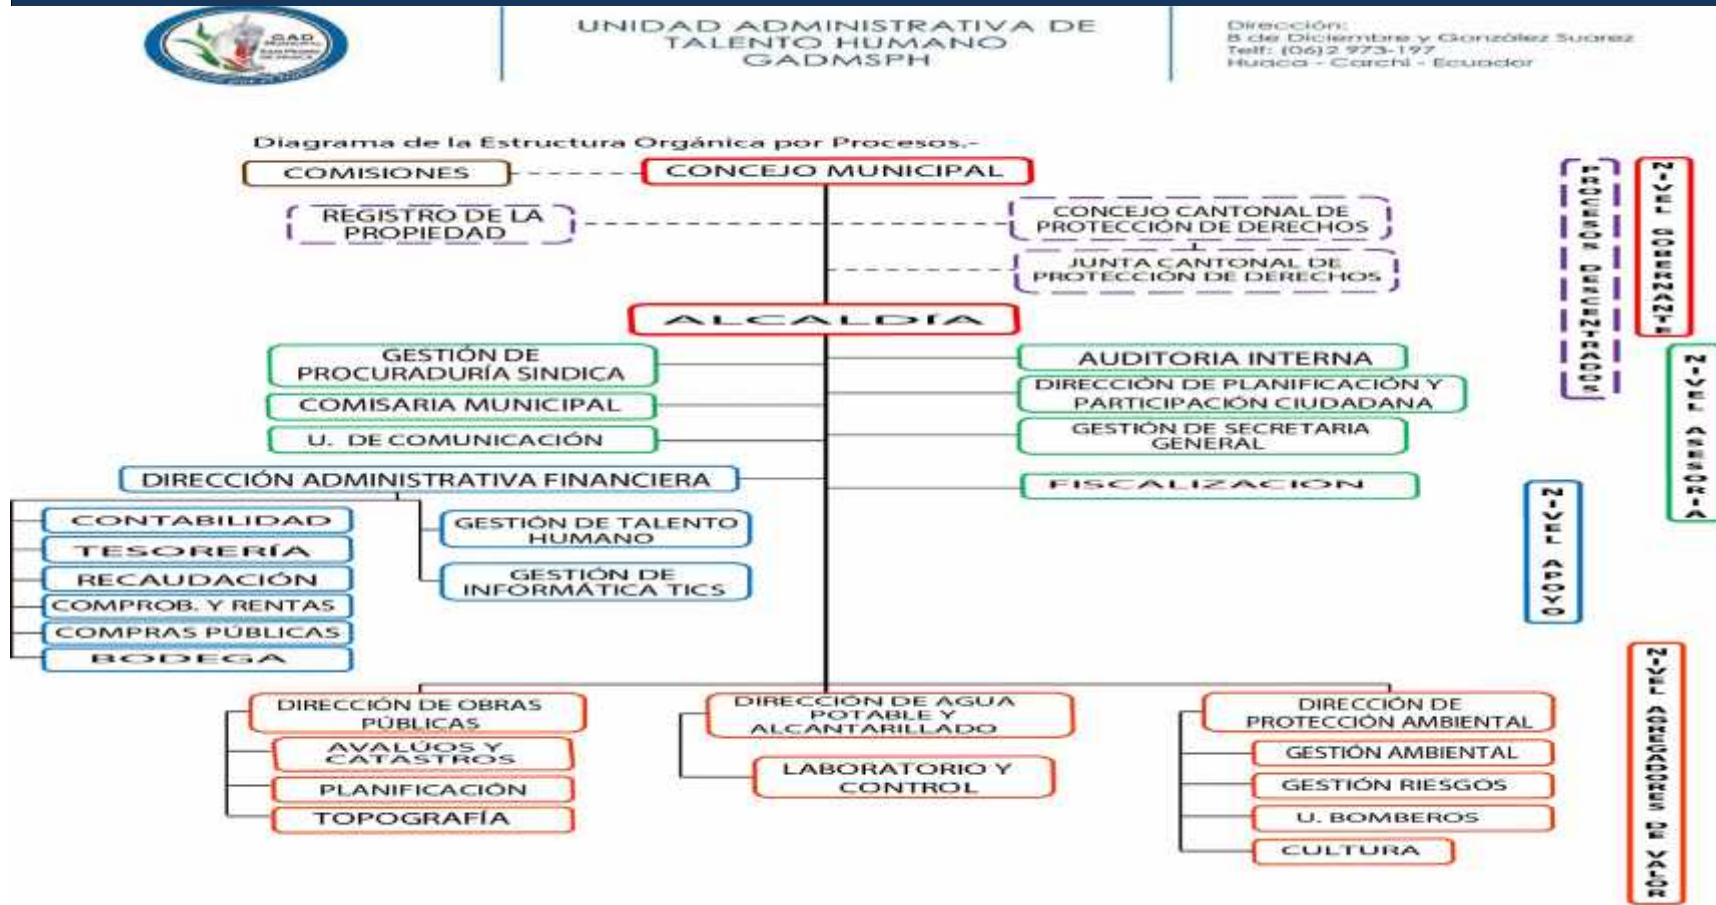 GAD
UNIDAD ADMINISTRATIVA DE
TALENTO HUMANO
GADMSPH
Dirección:
8 de Diciembre y González Suarez
Telf: (06)2 973-197
Huaca - Carchi - Ecuador
Diagrama de la Estructura Orgánica por Procesos.-
COMISIONES
CONCEJO MUNICIPAL
REGISTRO DE LA
PROPIEDAD
CONCEJO CANTONAL DE
PROTECCIÓN DE DERECHOS
JUNTA CANTONAL DE
PROTECCIÓN DE DERECHOS
ALCALDÍA
GESTIÓN DE
PROCURADURÍA SINDICA
AUDITORIA INTERNA
COMISARIA MUNICIPAL
DIRECCIÓN DE PLANIFICACIÓN Y
PARTICIPACIÓN CIUDADANA
U. DE COMUNICACIÓN
GESTIÓN DE SECRETARIA
GENERAL
DIRECCIÓN ADMINISTRATIVA FINANCIERA
FISCALIZACIÓN
CONTABILIDAD
TESORERÍA
RECAUDACIÓN
COMPROB. Y RENTAS
COMPRAS PÚBLICAS
BODEGA
GESTIÓN DE TALENTO
HUMANO
GESTIÓN DE
INFORMÁTICA TICS
DIRECCIÓN DE OBRAS
PÚBLICAS
AVALÚOS Y
CATASTROS
PLANIFICACIÓN
TOPOGRAFÍA
DIRECCIÓN DE AGUA
POTABLE Y
ALCANTARILLADO
LABORATORIO Y
CONTROL
DIRECCIÓN DE
PROTECCIÓN AMBIENTAL
GESTIÓN AMBIENTAL
GESTIÓN RIESGOS
U. BOMBEROS
CULTURA
PROCESOS DESCENTRADOS
NIVEL GOBERNANTE
NIVEL ASESORIA
NIVEL APOYO
NIVEL AGREGADORES DE VALOR